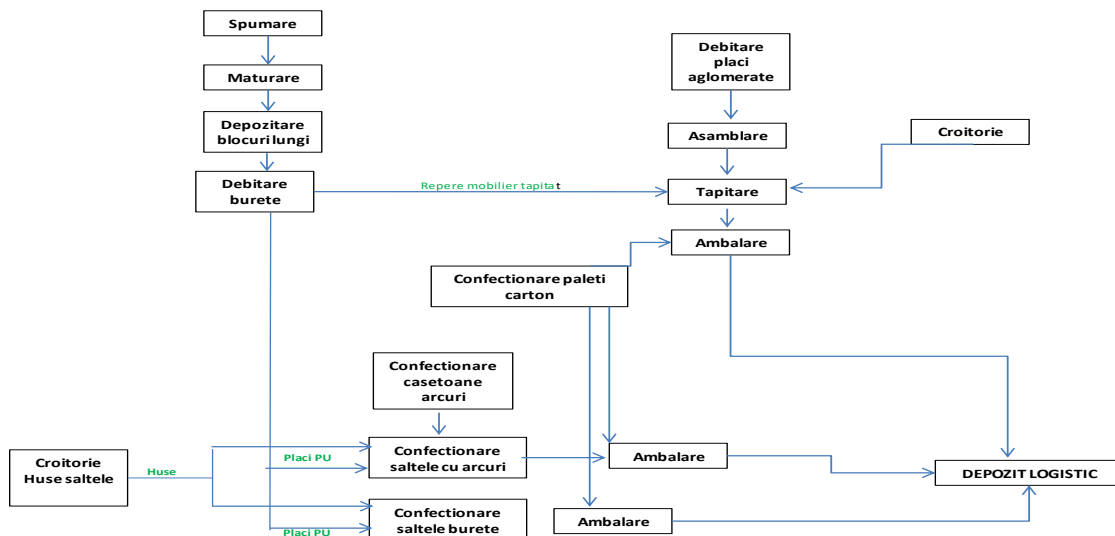 Spumare
Maturare
Depozitare
blocuri lungi
Debitare
burete
Debitare
placi
aglomerate
Asamblare
Croitorie
Repere mobilier tapitat
Tapitare
Ambalare
Confectionare paleti
carton
Confectionare
casetoane
arcuri
Croitorie
Huse saltele
Huse
Placi PU
Confectionare
saltele cu arcuri
Ambalare
DEPOZIT LOGISTIC
Placi PU
Confectionare
saltele burete
Ambalare